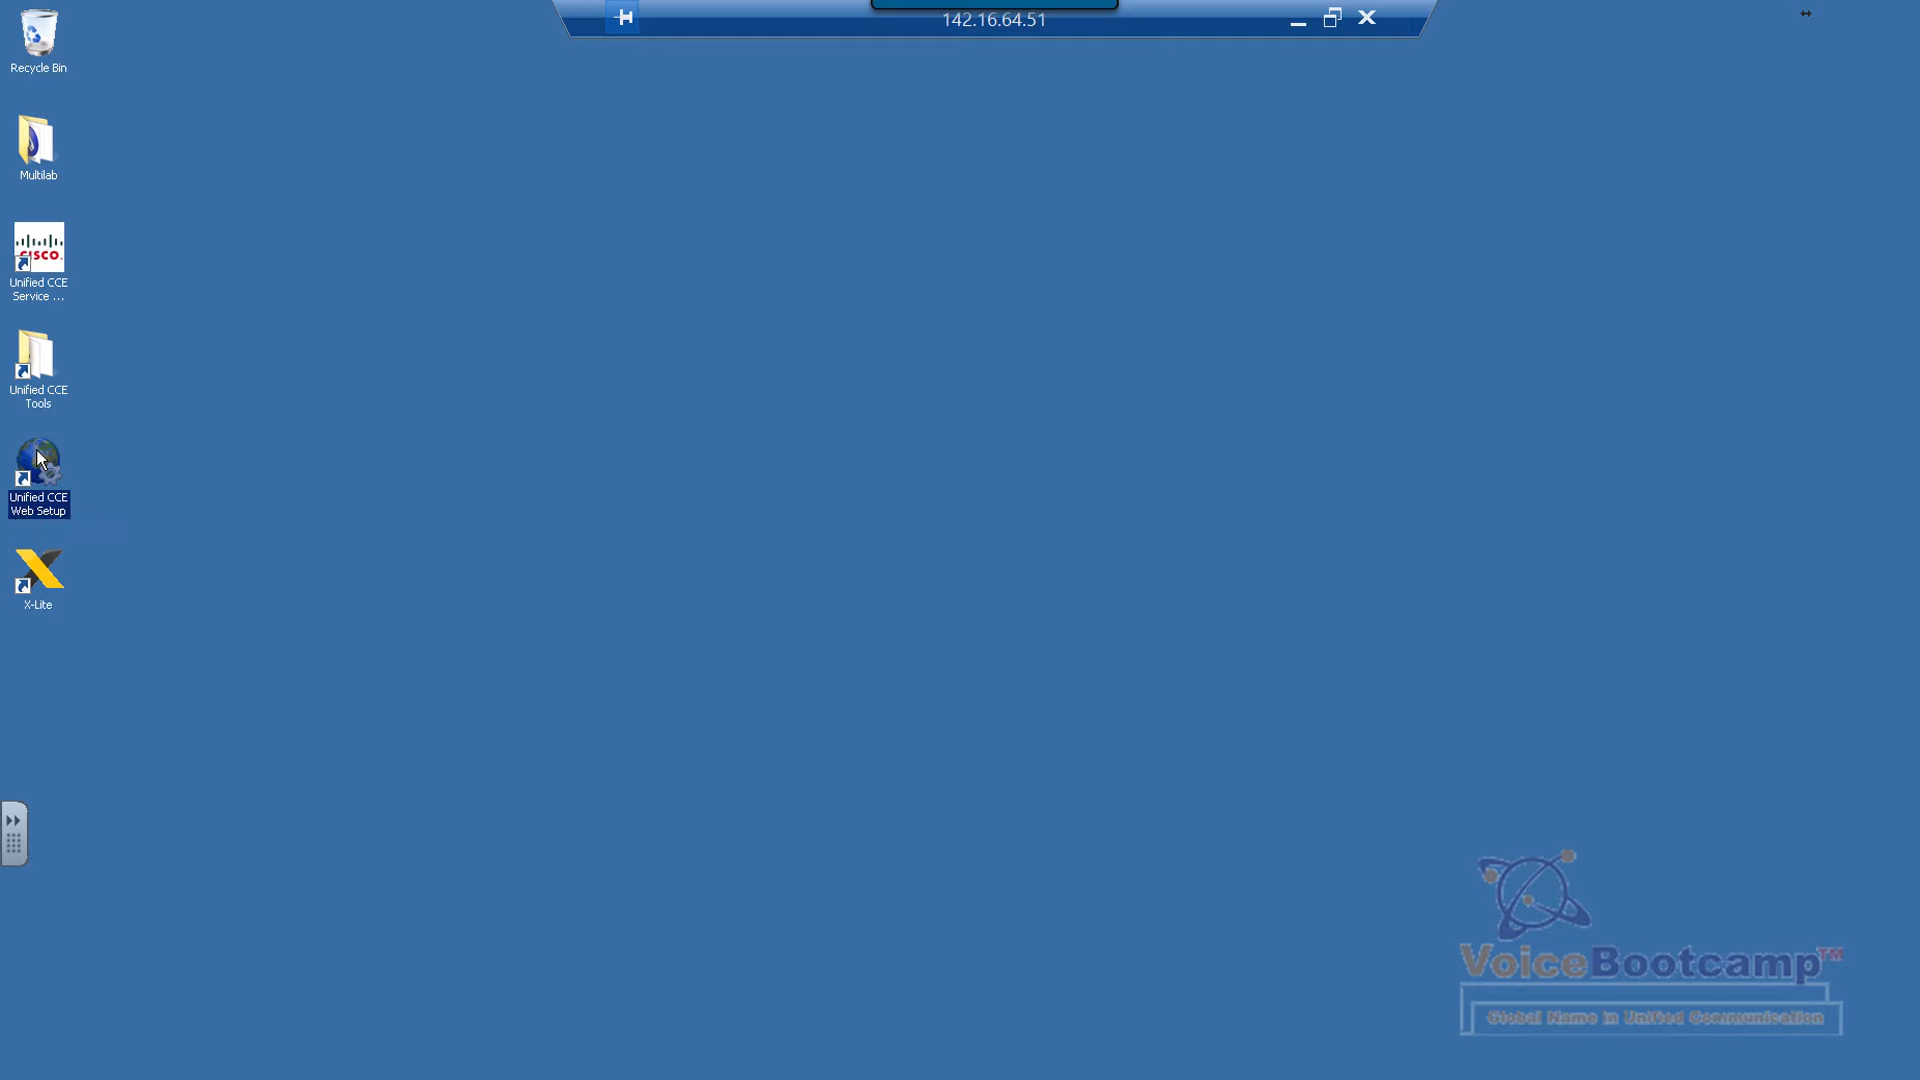 142.16.64.51
Recycle Bin
Multilab
CISCO.
Unified CCE
Service ...
Unified CCE
Tools
Unified CCE
Web Setup
X-Lite
VoiceBootcamp™
Global Name in Unified Communication